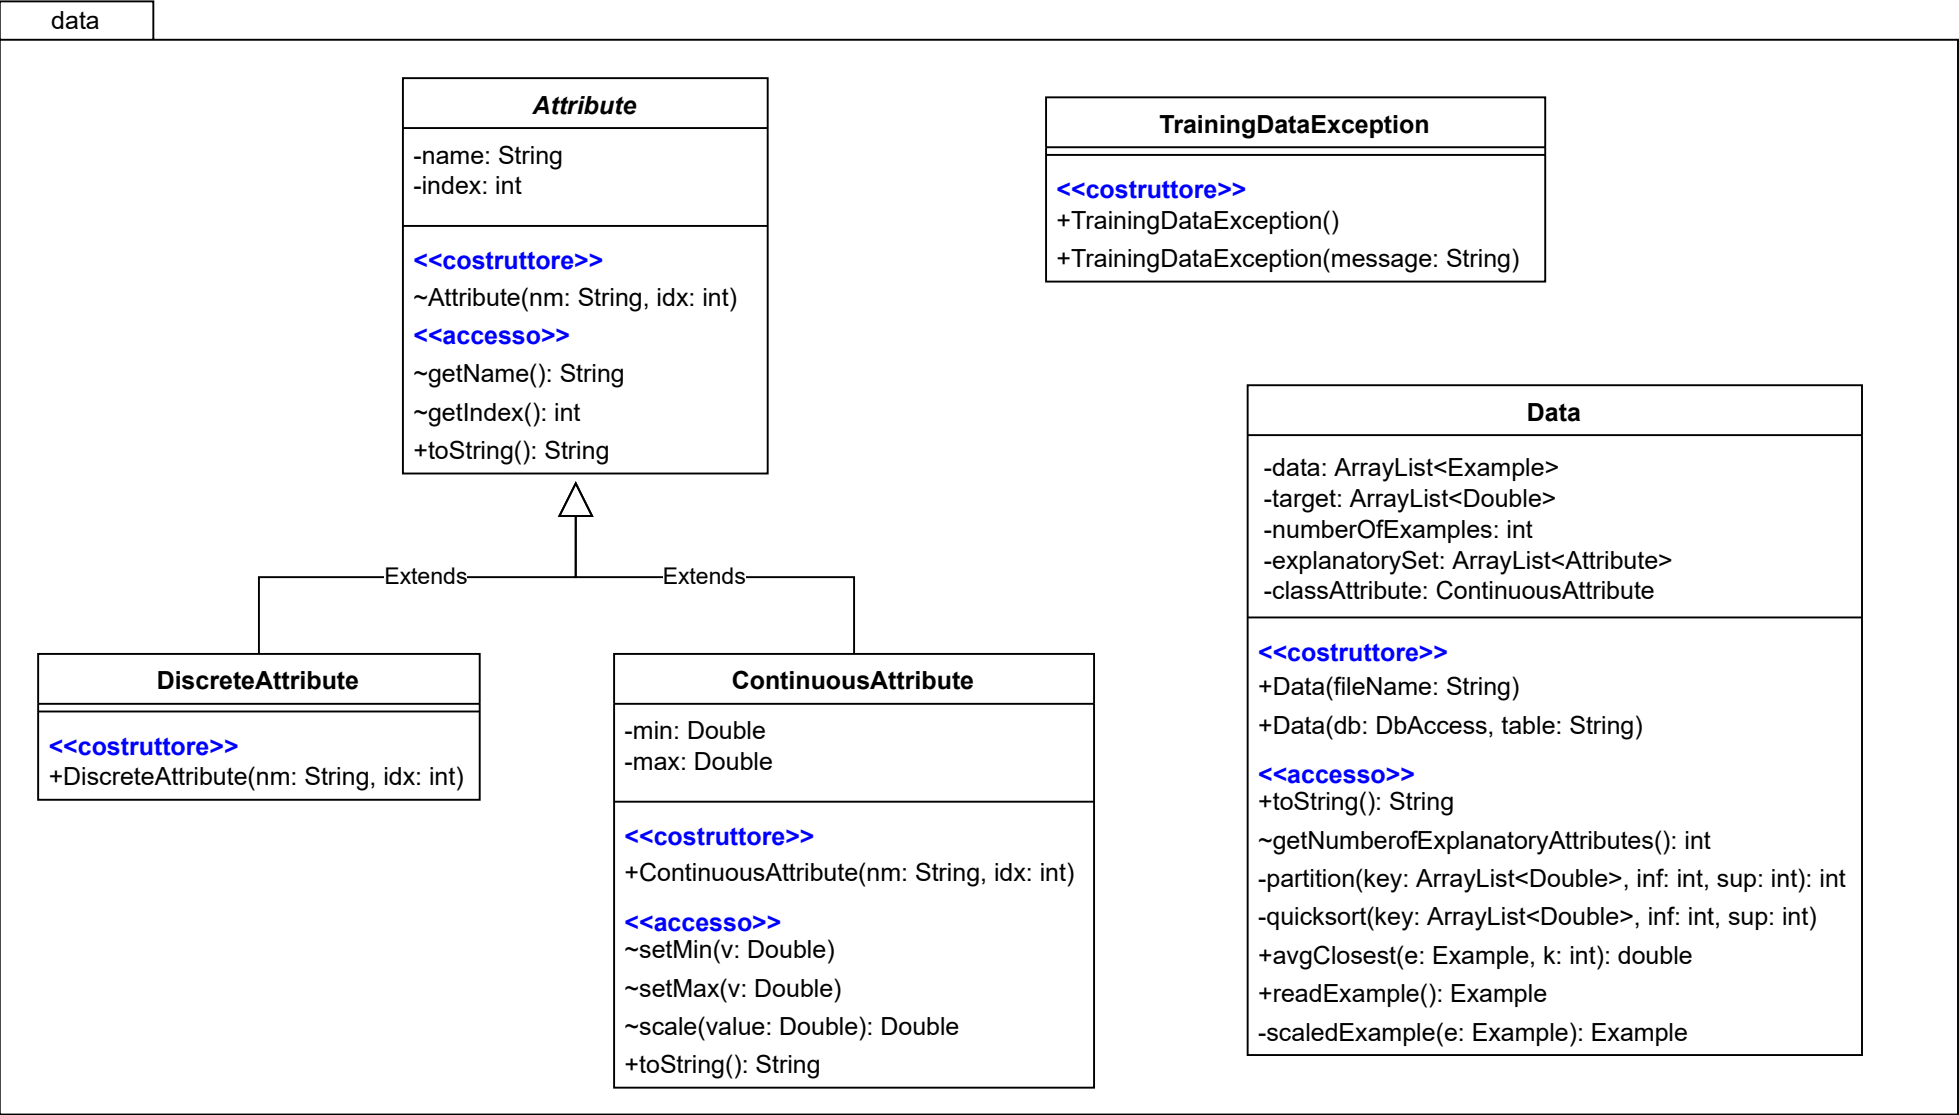 data
Attribute
-name: String
-index: int
<<costruttore>>
~Attribute(nm: String, idx: int)
<<accesso>>
~getName(): String
~getIndex(): int
+toString(): String
TrainingDataException
<<costruttore>>
+TrainingDataException()
+TrainingDataException(message: String)
Extends
Extends
DiscreteAttribute
<<costruttore>>
+DiscreteAttribute(nm: String, idx: int)
ContinuousAttribute
-min: Double
-max: Double
<<costruttore>>
+ContinuousAttribute(nm: String, idx: int)
<<accesso>>
~setMin(v: Double)
~setMax(v: Double)
~scale(value: Double): Double
+toString(): String
Data
-data: ArrayList<Example>
-target: ArrayList<Double>
-numberOfExamples: int
-explanatorySet: ArrayList<Attribute>
-classAttribute: ContinuousAttribute
<<costruttore>>
+Data(fileName: String)
+Data(db: DbAccess, table: String)
<<accesso>>
+toString(): String
~getNumberofExplanatoryAttributes(): int
-partition(key: ArrayList<Double>, inf: int, sup: int): int
-quicksort(key: ArrayList<Double>, inf: int, sup: int)
+avgClosest(e: Example, k: int): double
+readExample(): Example
-scaledExample(e: Example): Example